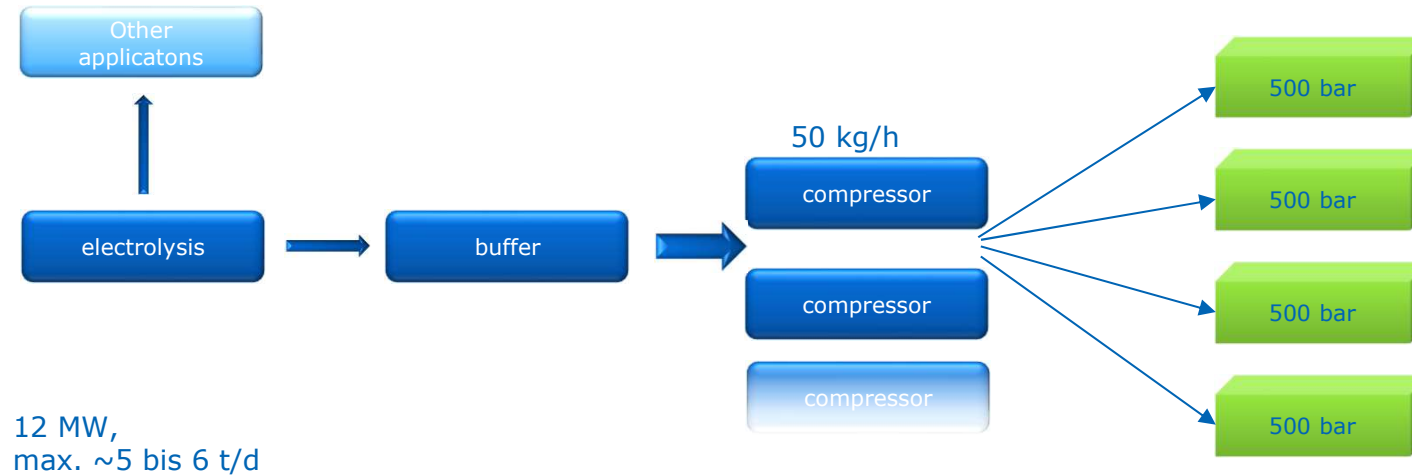 Other
applicatons
electrolysis
12 MW,
max. ~5 bis 6 t/d
buffer
50 kg/h
compressor
compressor
compressor
500 bar
500 bar
500 bar
500 bar